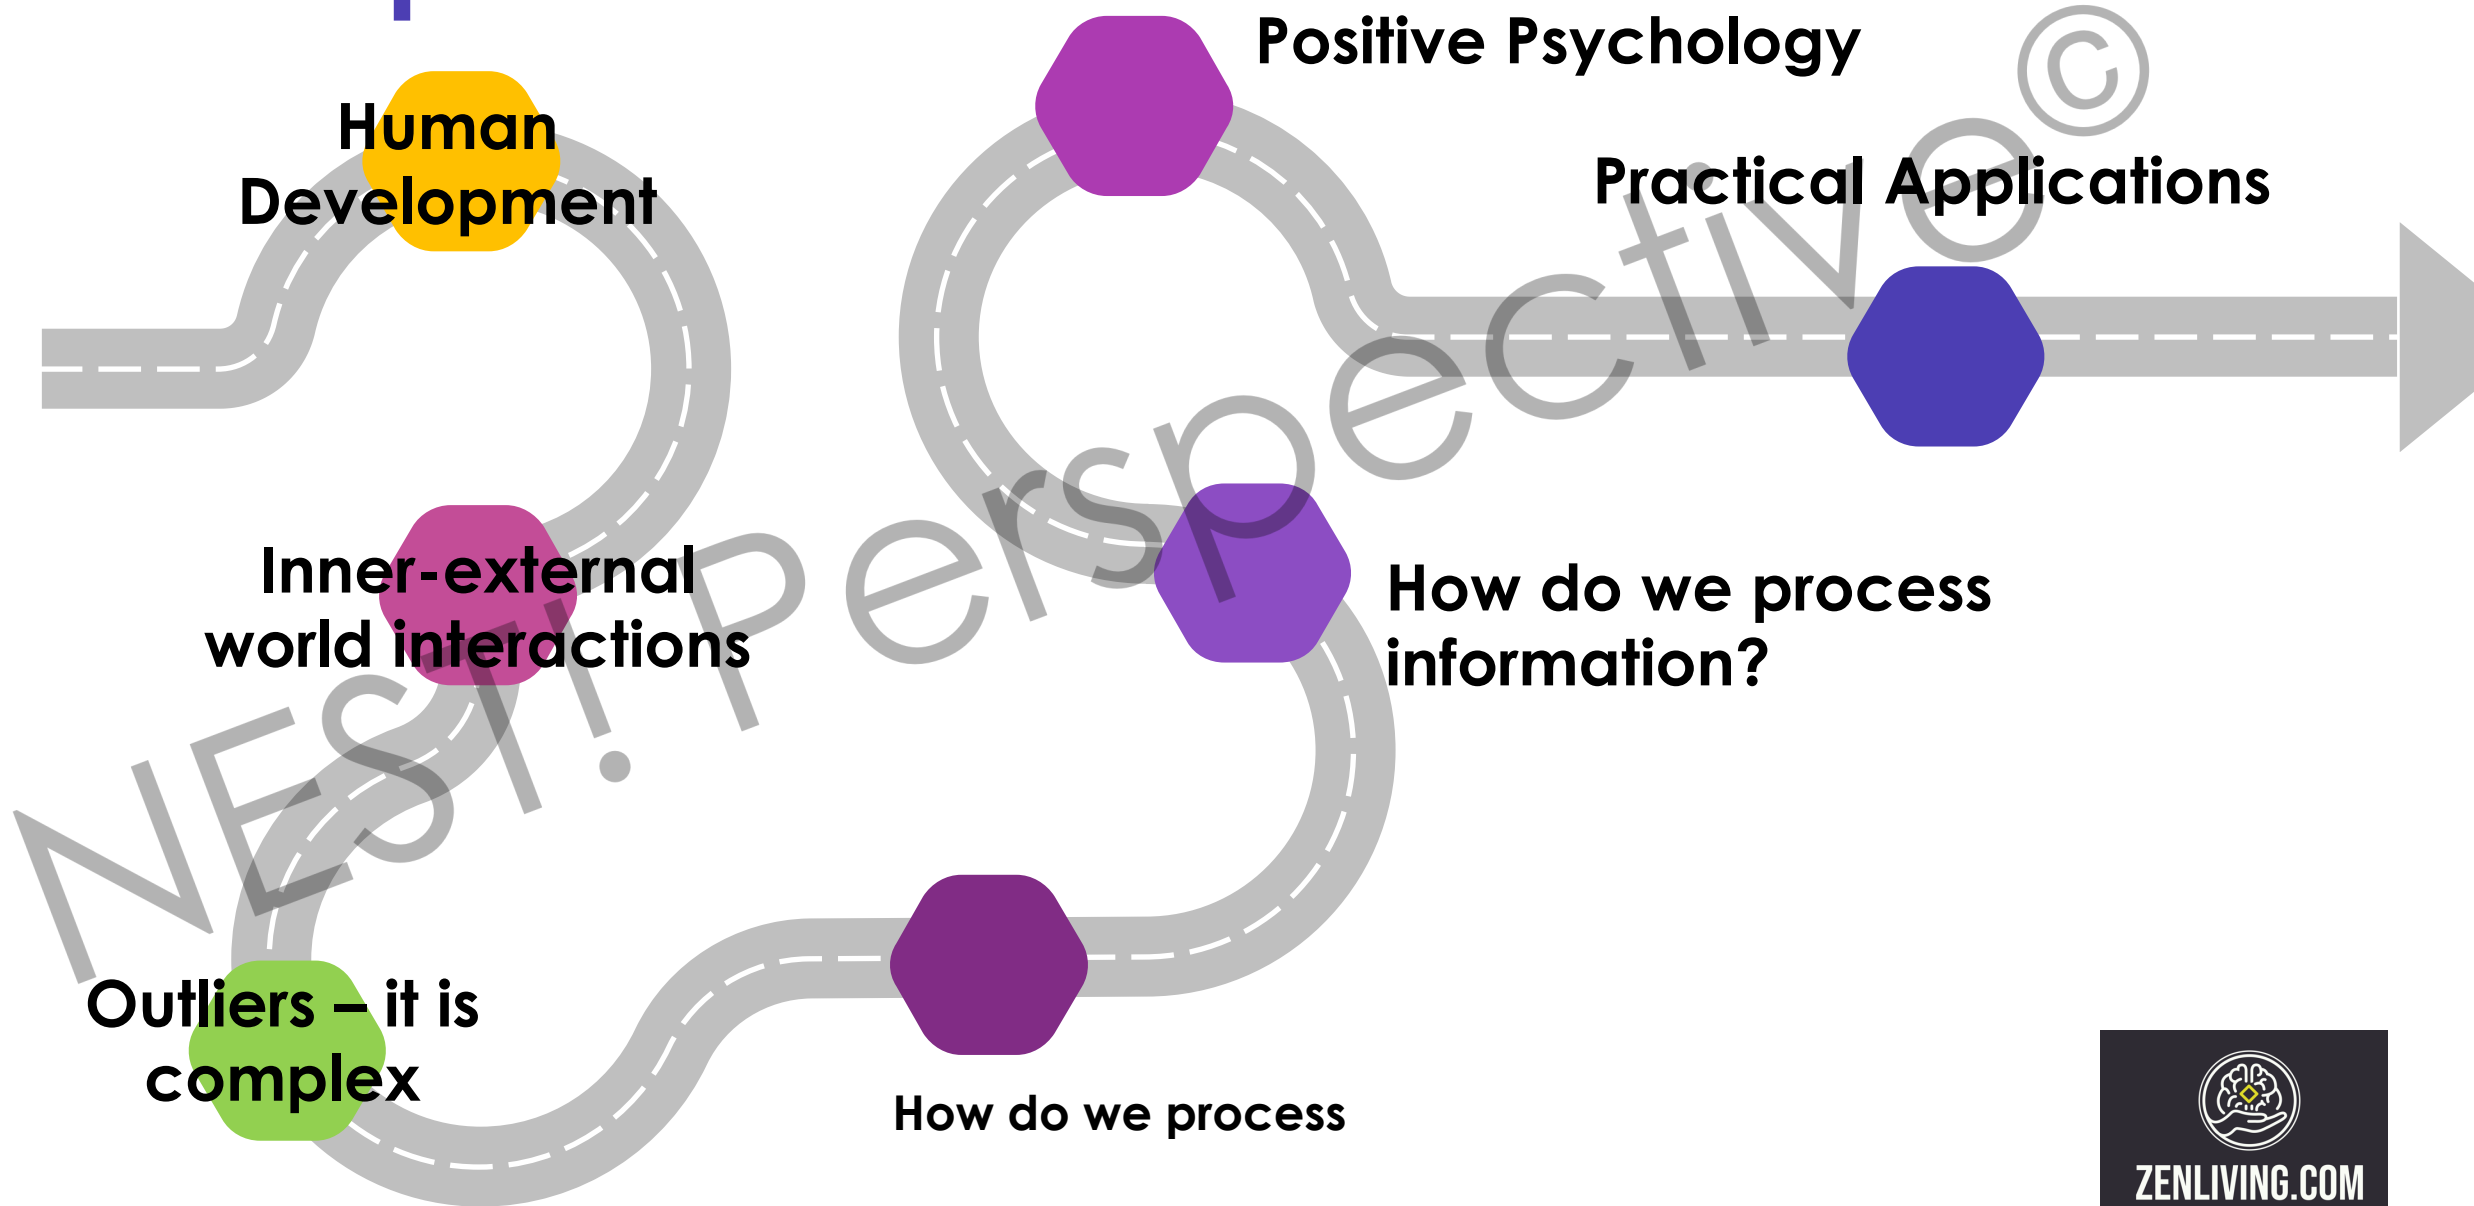 Human
Development
Inner-external
world interactions
Outliers – it is
complex
How do we process
How do we process
information?
Positive Psychology
Practical Applications
NEST! Perspective©
ZENLIVING.COM